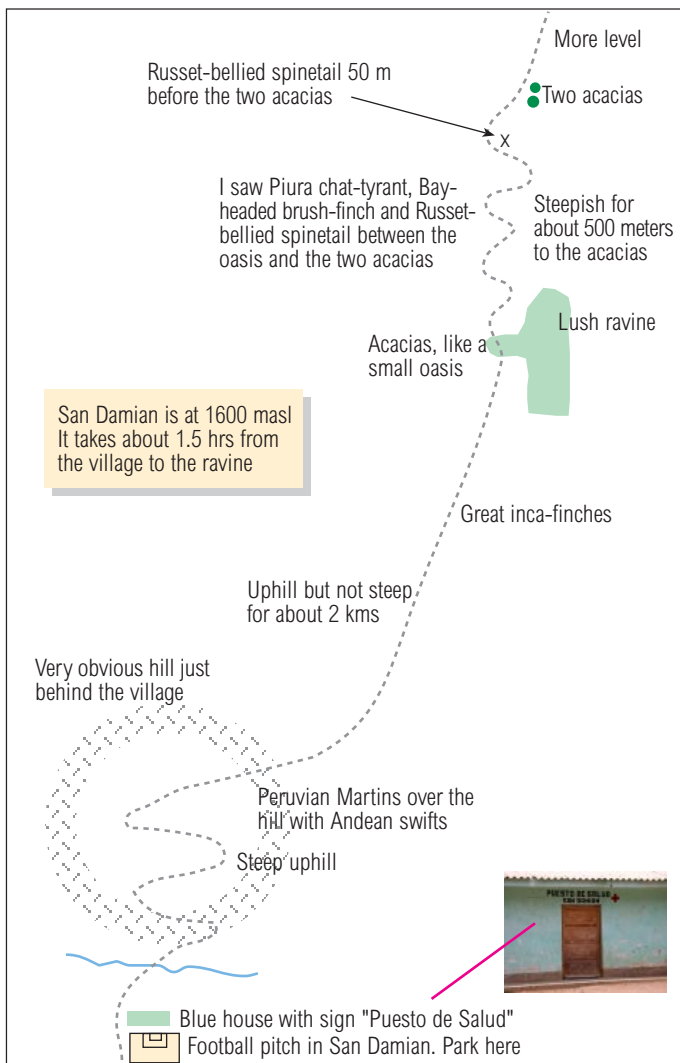 More level
Russet-bellied spinetail 50 m
before the two acacias
Two acacias
x
I saw Piura chat-tyrant, Bay-
headed brush-finch and Russet-
bellied spinetail between the
oasis and the two acacias
Steepish for
about 500 meters
to the acacias
Lush ravine
Acacias, like a
small oasis
San Damian is at 1600 masl
It takes about 1.5 hrs from
the village to the ravine
Great inca-finches
Uphill but not steep
for about 2 kms
Very obvious hill just
behind the village
Peruvian Martins over the
hill with Andean swifts
Steep uphill
PUESTO DE SALUD
SAN DAMIAN
Blue house with sign "Puesto de Salud"
Football pitch in San Damian. Park here